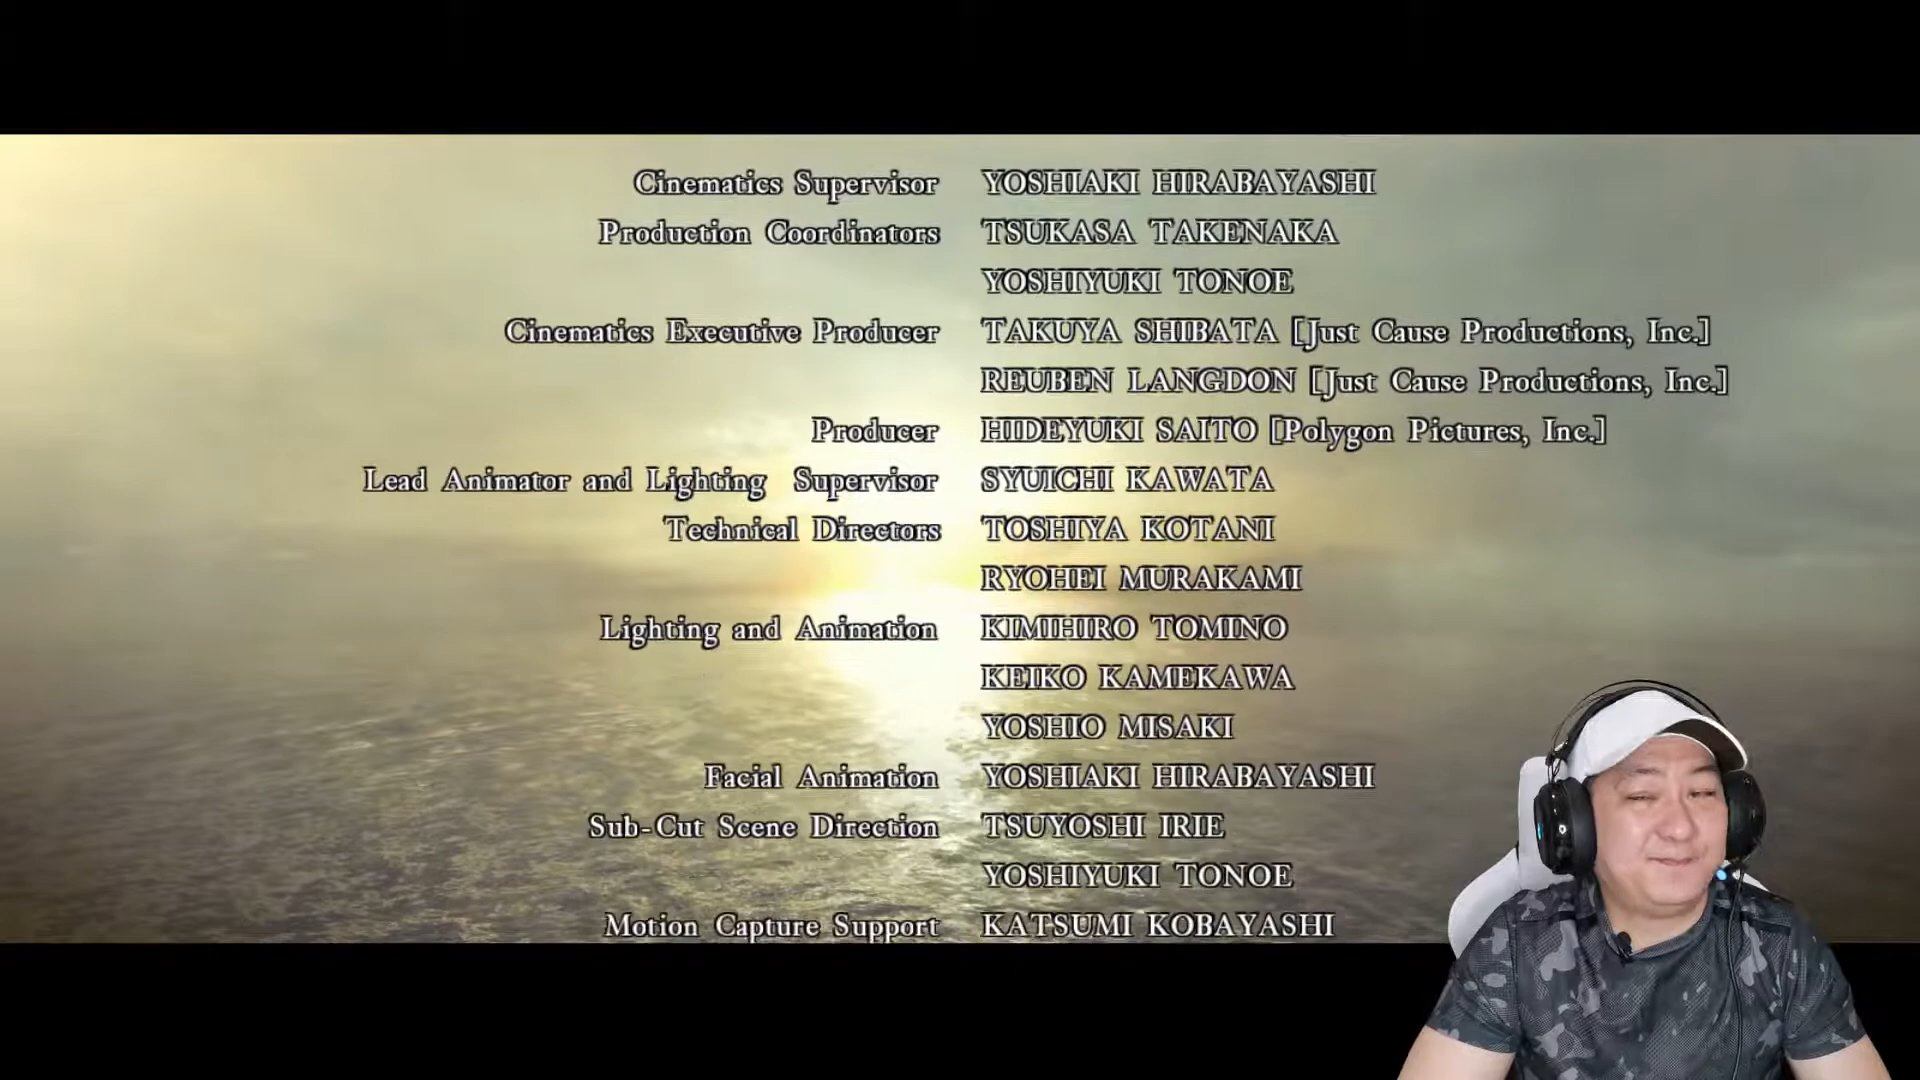 Cinematics Supervisor YOSHIAKI HIRABAYASHI
Production Coordinators TSUKASA TAKENAKA
YOSHIYUKI TONOE
Cinematics Executive Producer TAKUYA SHIBATA [Just Cause Productions, Inc.]
REUBEN LANGDON [Just Cause Productions, Inc.]
Producer HIDEYUKI SAITO [Polygon Pictures, Inc.]
Lead Animator and Lighting Supervisor SYUICHI KAWATA
Technical Directors TOSHIYA KOTANI
RYOHEI MURAKAMI
Lighting and Animation KIMIHIRO TOMINO
KEIKO KAMEKAWA
YOSHIO MISAKI
Facial Animation YOSHIAKI HIRABAYASHI
Sub-Cut Scene Direction TSUYOSHI IRIE
YOSHIYUKI TONOE
Motion Capture Support KATSUMI KOBAYASHI